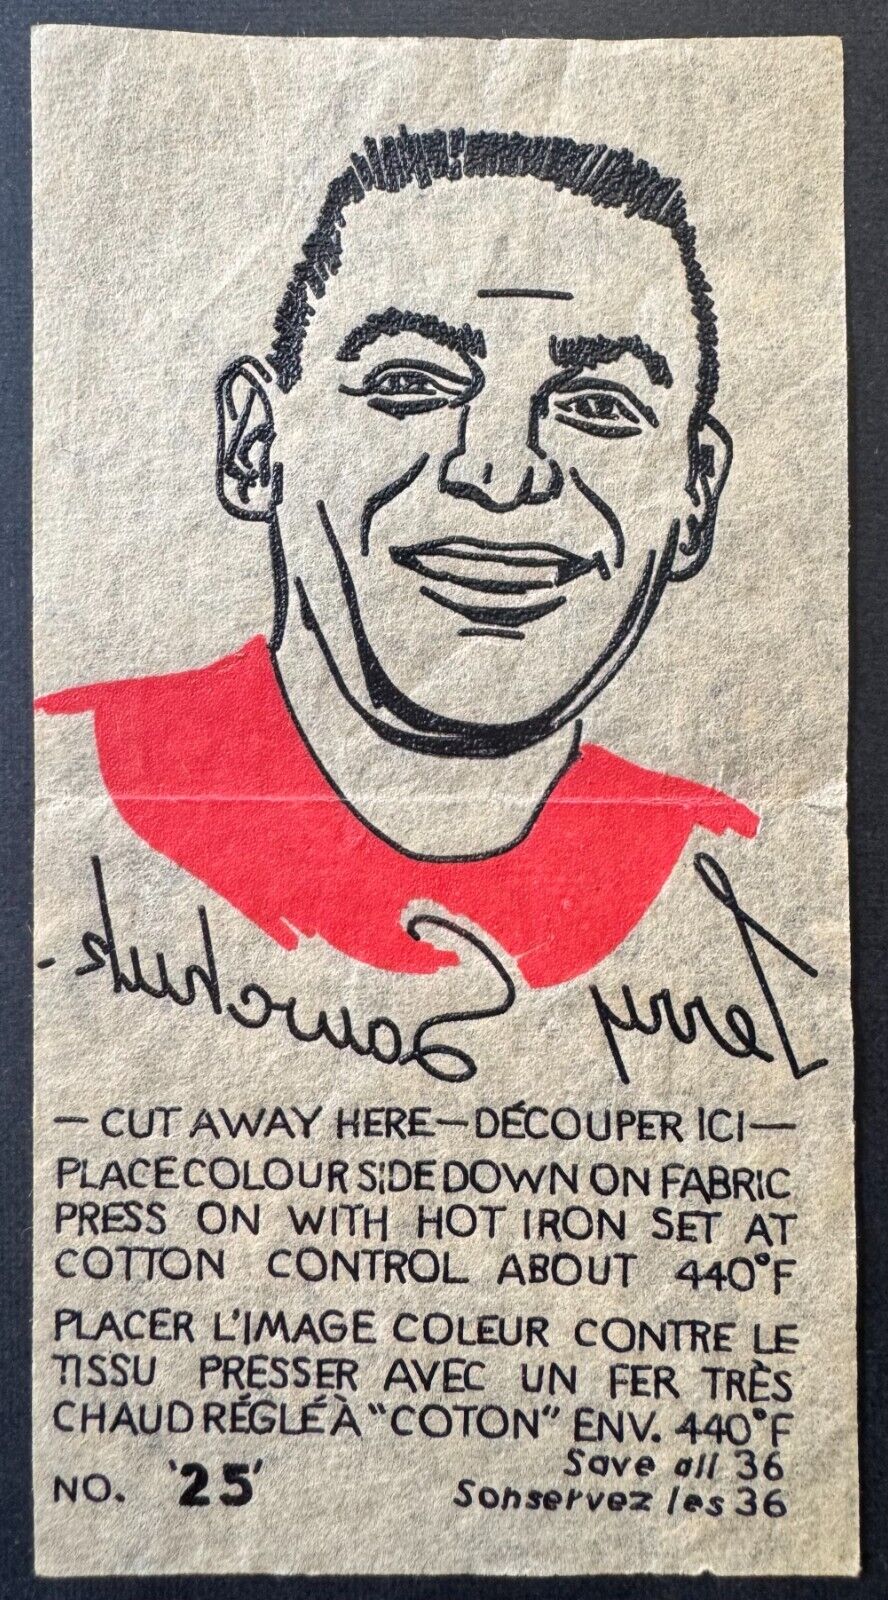 Terry Sawchuk.
— CUT AWAY HERE — DÉCOUPER ICI —
PLACE COLOUR SIDE DOWN ON FABRIC
PRESS ON WITH HOT IRON SET AT
COTTON CONTROL ABOUT 440°F
PLACER L'IMAGE COLEUR CONTRE LE
TISSU PRESSER AVEC UN FER TRÈS
CHAUD RÉGLÉ À "COTON" ENV. 440°F
Save all 36
NO. '25' Sonservez les 36